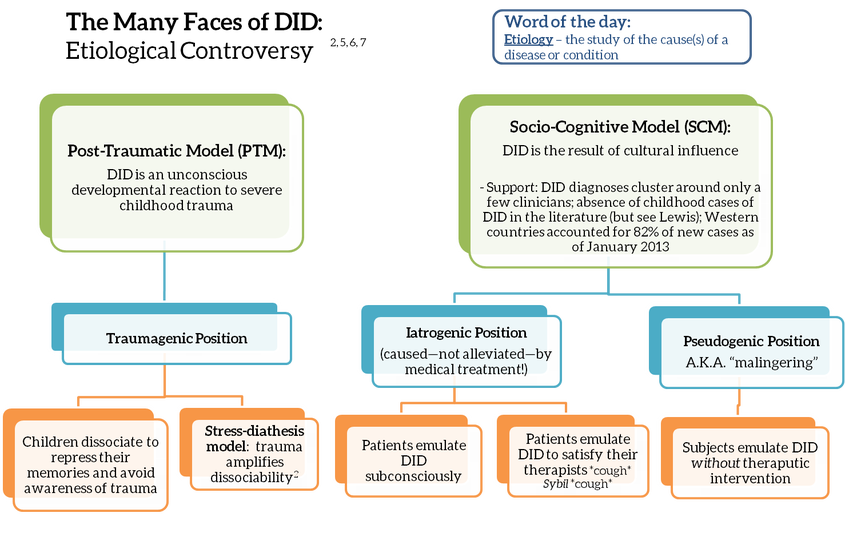 The Many Faces of DID:
Etiological Controversy 2,5,6,7
Word of the day:
Etiology – the study of the cause(s) of a
disease or condition
Post-Traumatic Model (PTM):
DID is an unconscious
developmental reaction to severe
childhood trauma
Socio-Cognitive Model (SCM):
DID is the result of cultural influence
- Support: DID diagnoses cluster around only a
few clinicians; absence of childhood cases of
DID in the literature (but see Lewis); Western
countries accounted for 82% of new cases as
of January 2013
Traumagenic Position
Iatrogenic Position
(caused—not alleviated—by
medical treatment!)
Pseudogenic Position
A.K.A. “malingering”
Children dissociate to
repress their
memories and avoid
awareness of trauma
Stress-diathesis
model: trauma
amplifies
dissociability2
Patients emulate
DID
subconsciously
Patients emulate
DID to satisfy their
therapists *cough*
Sybil *cough*
Subjects emulate DID
without theraputic
intervention